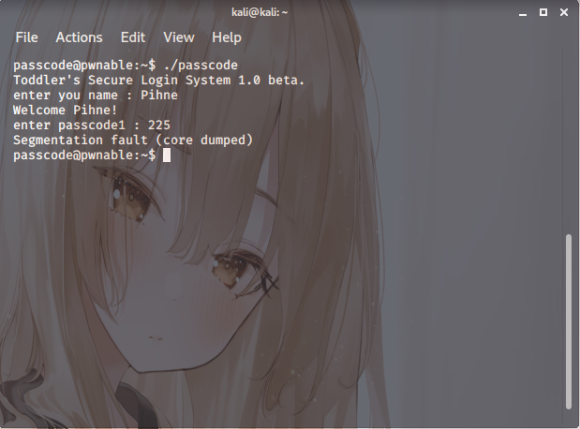 kali@kali: ~
File Actions Edit View Help
passcode@pwnable:~$ ./passcode
Toddler's Secure Login System 1.0 beta.
enter you name : Pihne
Welcome Pihne!
enter passcode1 : 225
Segmentation fault (core dumped)
passcode@pwnable:~$